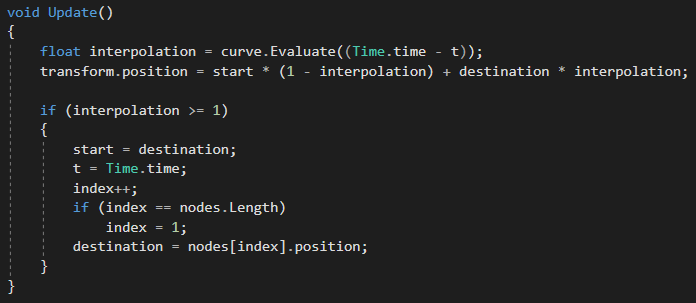 void Update()
{
    float interpolation = curve.Evaluate((Time.time - t));
    transform.position = start * (1 - interpolation) + destination * interpolation;

    if (interpolation >= 1)
    {
        start = destination;
        t = Time.time;
        index++;
        if (index == nodes.Length)
            index = 1;
        destination = nodes[index].position;
    }
}